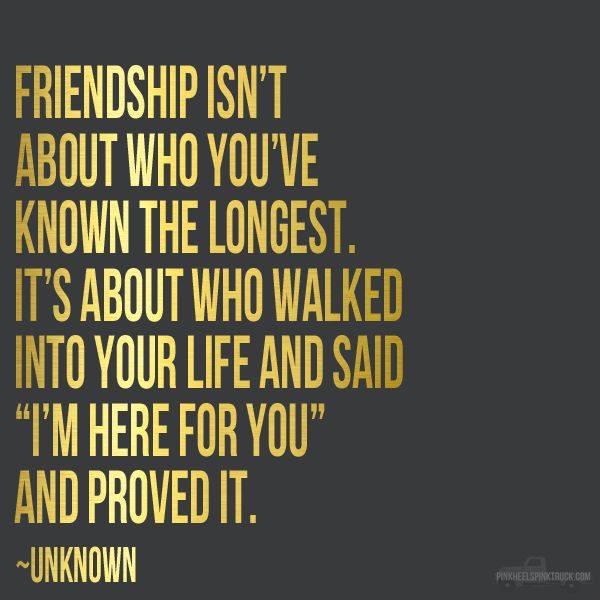 FRIENDSHIP ISN'T
ABOUT WHO YOU'VE
KNOWN THE LONGEST.
IT'S ABOUT WHO WALKED
INTO YOUR LIFE AND SAID
“I'M HERE FOR YOU”
AND PROVED IT.
~UNKNOWN
PINKHEELSPINKTRUCK.COM